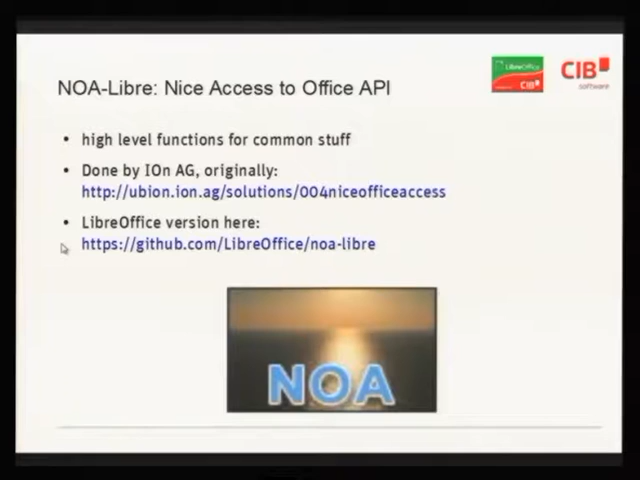 NOA-Libre: Nice Access to Office API
LibreOffice
CIB
CIB
software
high level functions for common stuff
Done by IOn AG, originally:
http://ubion.ion.ag/solutions/004niceofficeaccess
LibreOffice version here:
https://github.com/LibreOffice/noa-libre
NOA